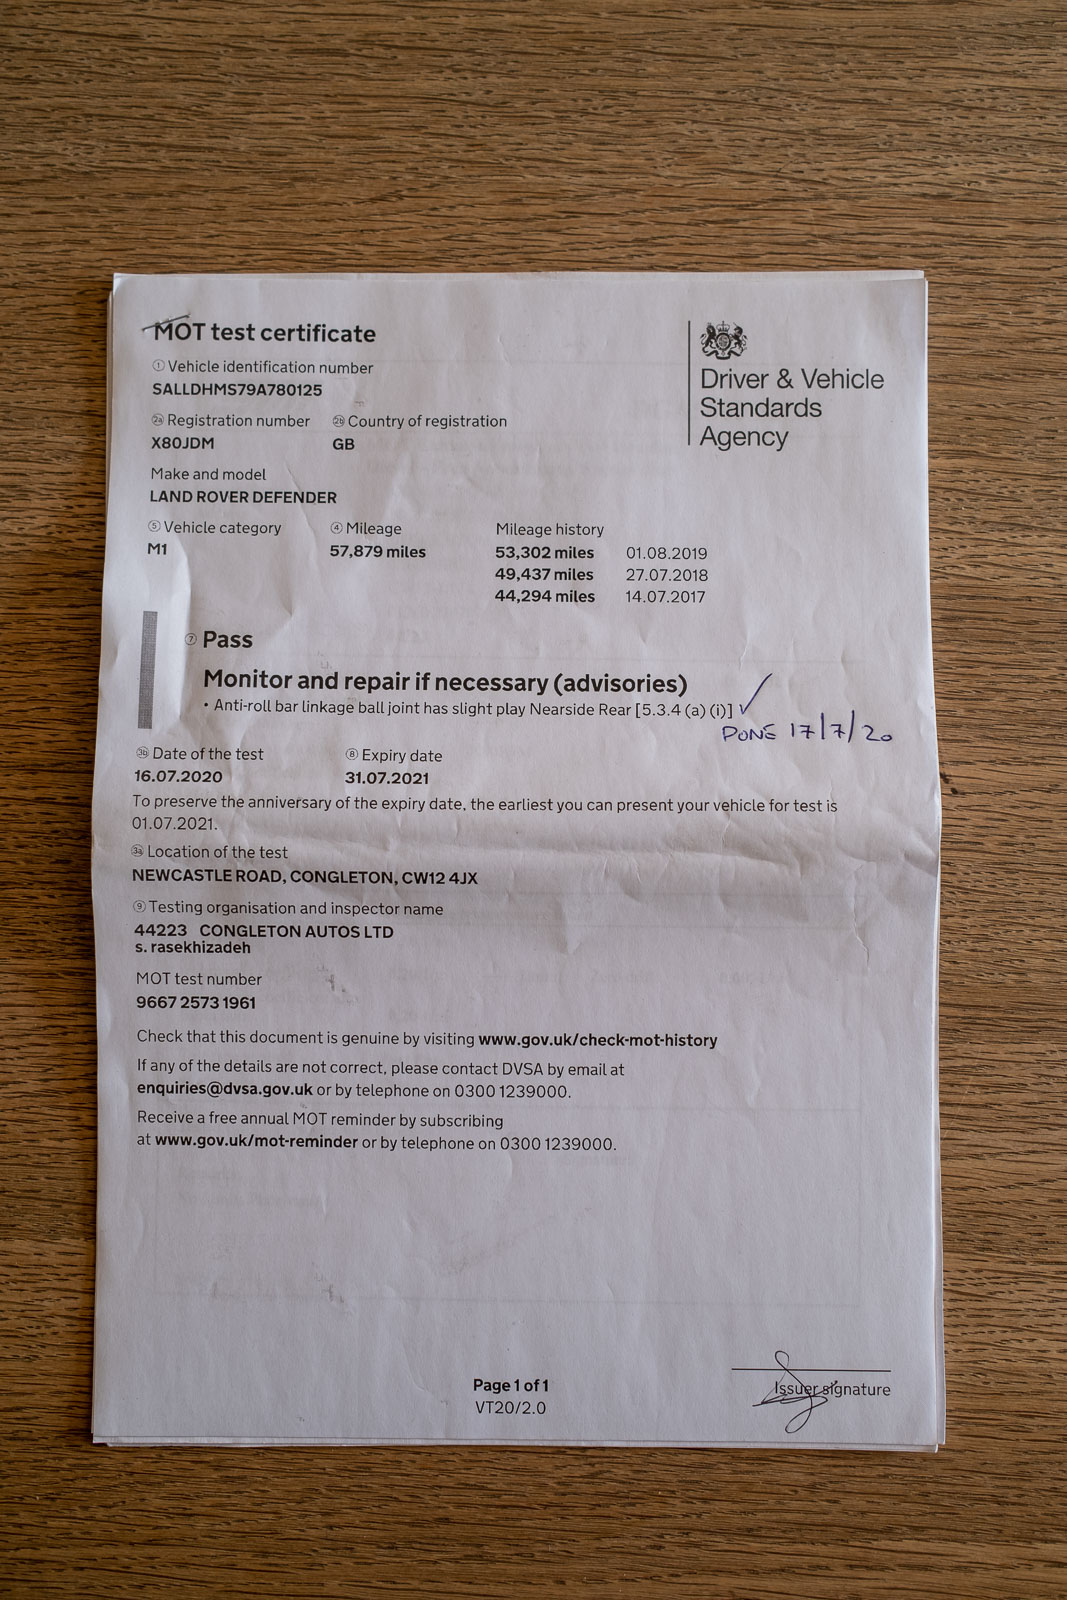 MOT test certificate
Driver & Vehicle
Standards
Agency
1 Vehicle identification number
SALLDHMS79A780125
2a Registration number 2b Country of registration
X80JDM GB
Make and model
LAND ROVER DEFENDER
5 Vehicle category 4 Mileage Mileage history
M1 57,879 miles 53,302 miles 01.08.2019
49,437 miles 27.07.2018
44,294 miles 14.07.2017
7 Pass
Monitor and repair if necessary (advisories)
• Anti-roll bar linkage ball joint has slight play Nearside Rear [5.3.4 (a) (i)] ✓
DONE 17/7/20
3b Date of the test 8 Expiry date
16.07.2020 31.07.2021
To preserve the anniversary of the expiry date, the earliest you can present your vehicle for test is
01.07.2021.
3a Location of the test
NEWCASTLE ROAD, CONGLETON, CW12 4JX
9 Testing organisation and inspector name
44223 CONGLETON AUTOS LTD
s. rasekhizadeh
MOT test number
9667 2573 1961
Check that this document is genuine by visiting www.gov.uk/check-mot-history
If any of the details are not correct, please contact DVSA by email at
enquiries@dvsa.gov.uk or by telephone on 0300 1239000.
Receive a free annual MOT reminder by subscribing
at www.gov.uk/mot-reminder or by telephone on 0300 1239000.
Page 1 of 1
VT20/2.0
Issuer signature